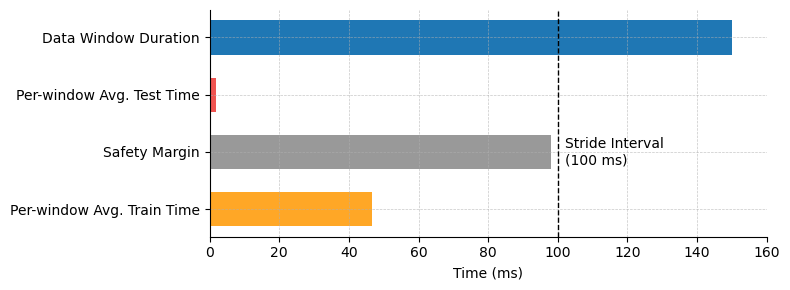 Data Window Duration
Per-window Avg. Test Time
Safety Margin
Stride Interval
(100 ms)
Per-window Avg. Train Time
0 20 40 60 80 100 120 140 160
Time (ms)